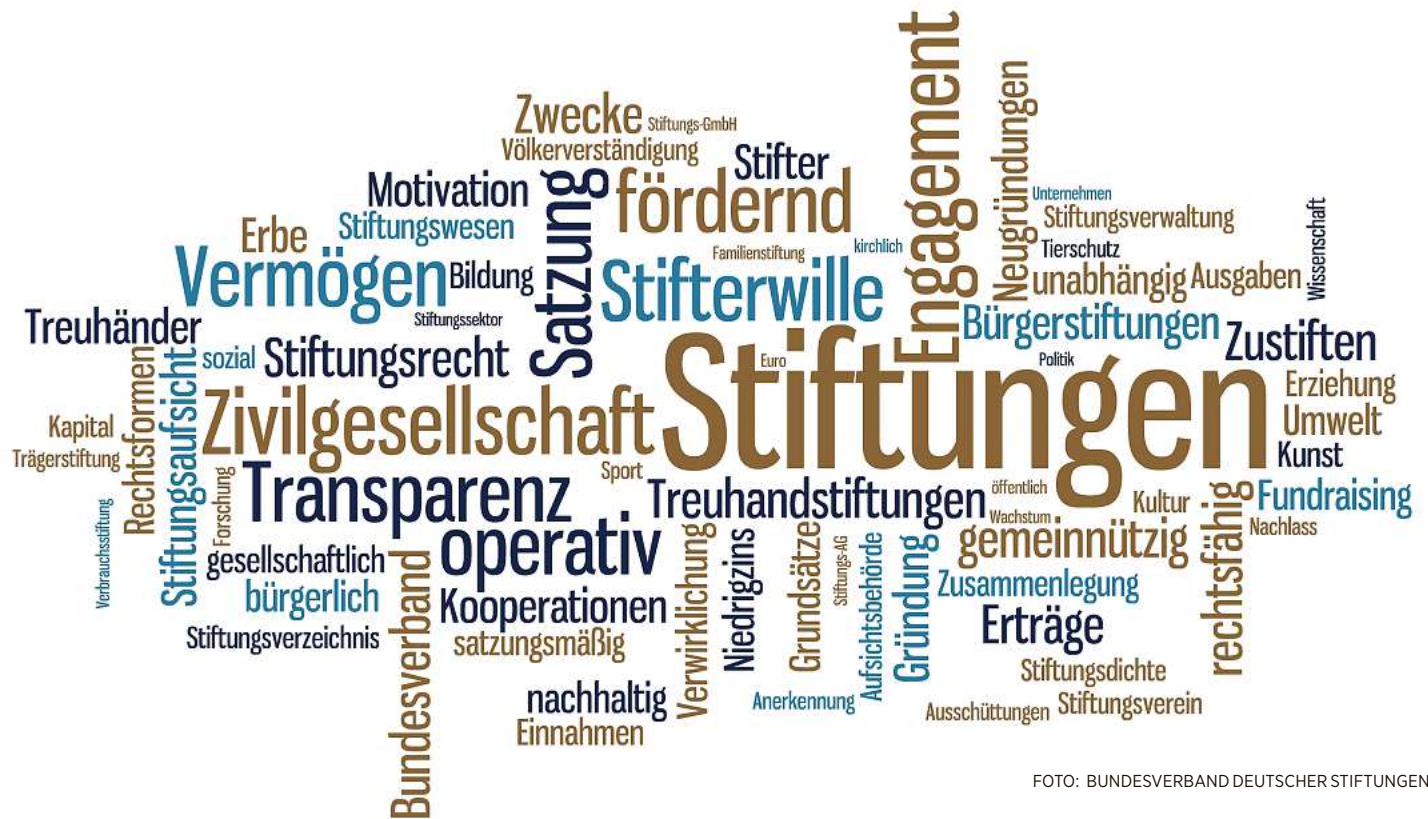 Engagement
Neugründungen
Zwecke
Stiftungs-GmbH
Völkerverständigung
Stifter
Motivation
Satzung
fördernd
Unternehmen
Stiftungsverwaltung
Wissenschaft
Erbe
Stiftungswesen
Familienstiftung
kirchlich
Tierschutz
Vermögen
Bildung
Stifterwille
unabhängig
Ausgaben
Treuhänder
Stiftungssektor
Bürgerstiftungen
Zustiften
Rechtsformen
Stiftungsaufsicht
sozial
Stiftungsrecht
Stiftungen
Euro
Politik
Erziehung
Kapital
Zivilgesellschaft
Umwelt
Trägerstiftung
Sport
Kunst
Verbrauchsstiftung
Forschung
Transparenz
Treuhandstiftungen
öffentlich
Kultur
rechtsfähig
Fundraising
Wachstum
Nachlass
gesellschaftlich
operativ
Verwirklichung
Niedrigzins
Grundsätze
Stiftungs-AG
Aufsichtsbehörde
Gründung
gemeinnützig
bürgerlich
Bundesverband
Kooperationen
Zusammenlegung
Stiftungsverzeichnis
satzungsmäßig
Erträge
Stiftungsdichte
nachhaltig
Anerkennung
Ausschüttungen
Stiftungsverein
Einnahmen
FOTO: BUNDESVERBAND DEUTSCHER STIFTUNGEN